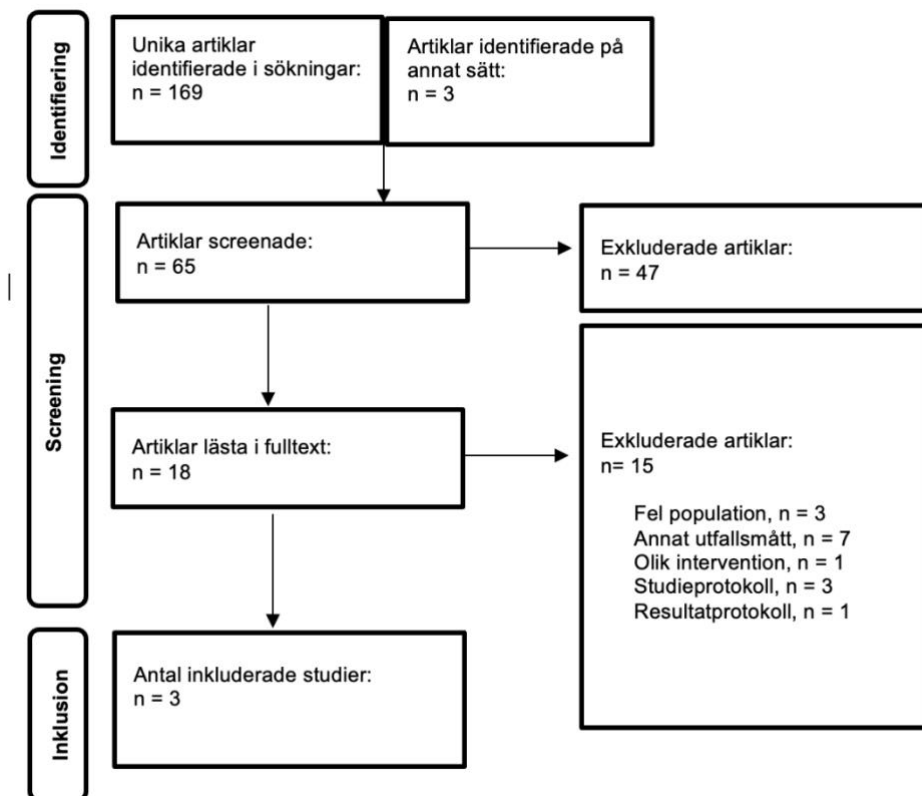 Identifiering
Unika artiklar
identifierade i sökningar:
n = 169
Artiklar identifierade på
annat sätt:
n = 3
Screening
Artiklar screenade:
n = 65
Exkluderade artiklar:
n = 47
Artiklar lästa i fulltext:
n = 18
Exkluderade artiklar:
n= 15
Fel population, n = 3
Annat utfallsmått, n = 7
Olik intervention, n = 1
Studieprotokoll, n = 3
Resultatprotokoll, n = 1
Inklusion
Antal inkluderade studier:
n = 3